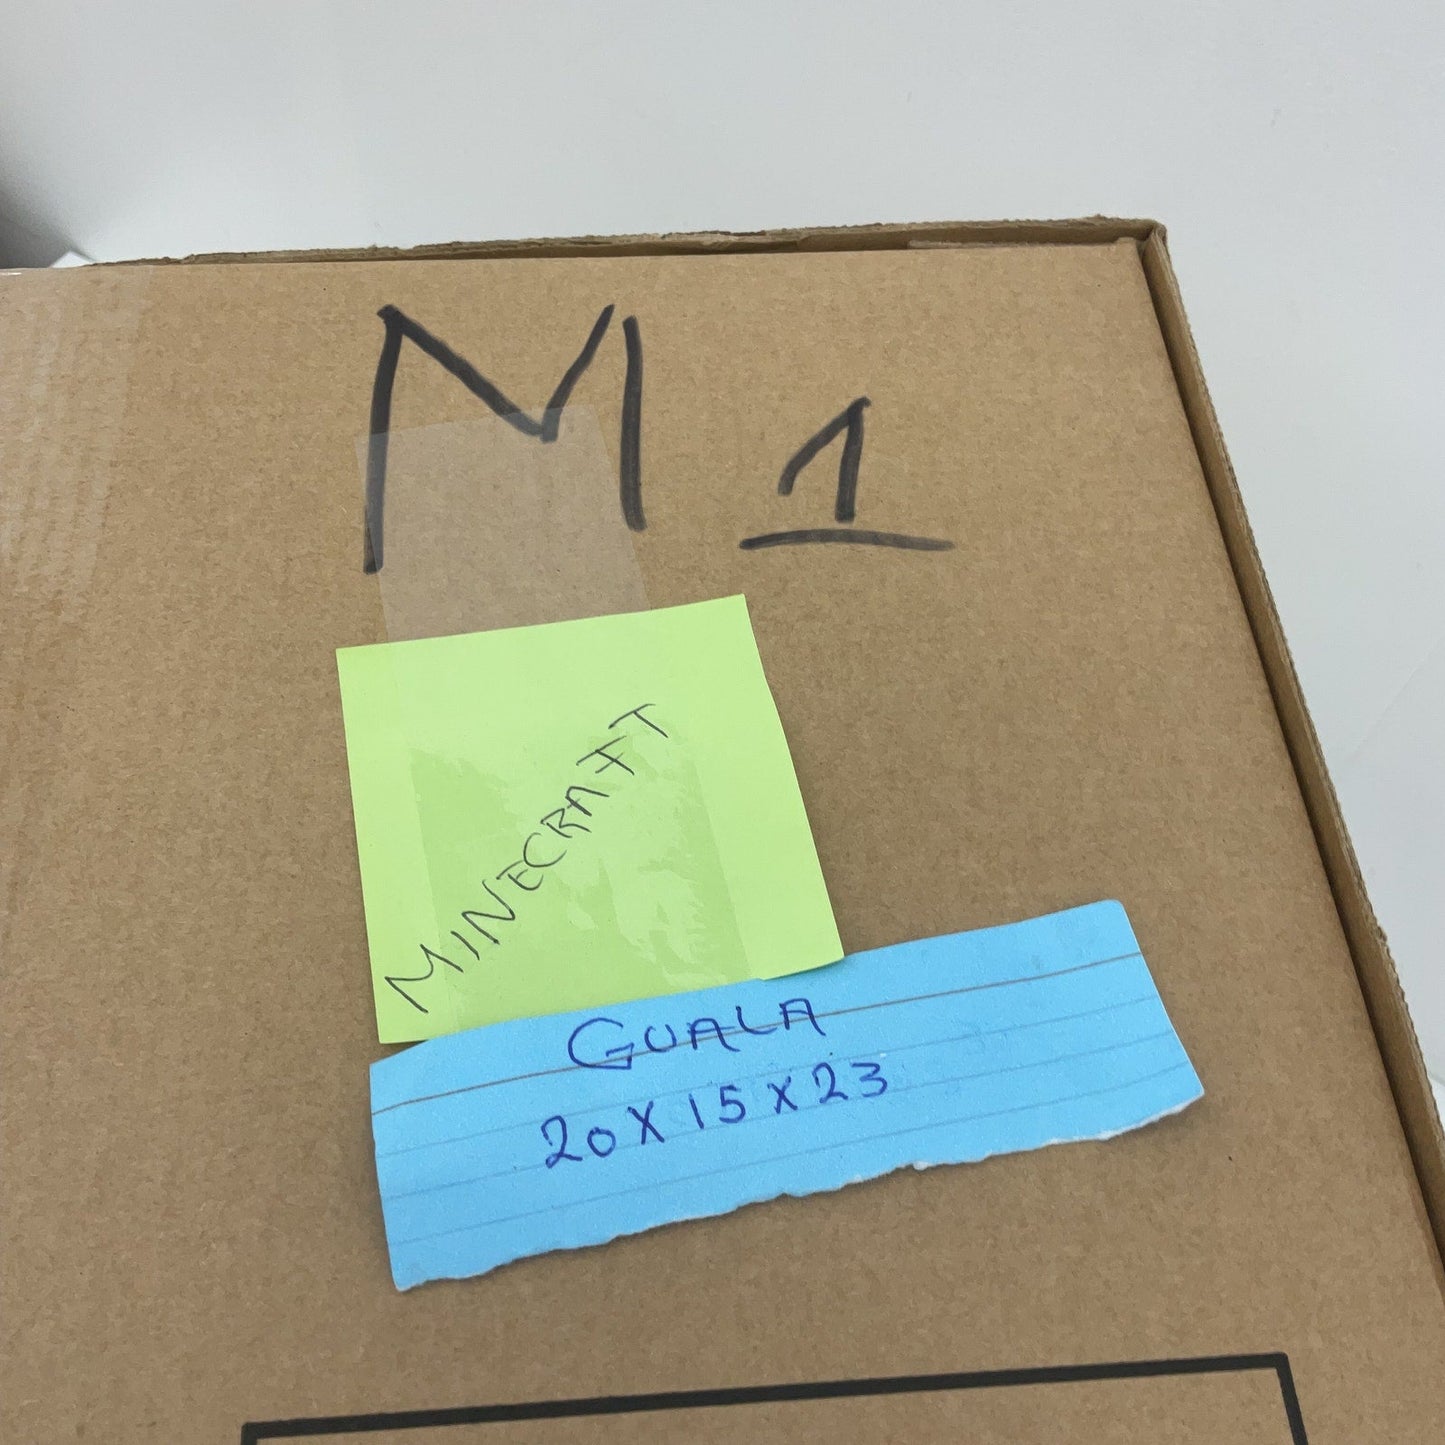 M 1
MINECRAFT
GUALA
20 X 15 X 23